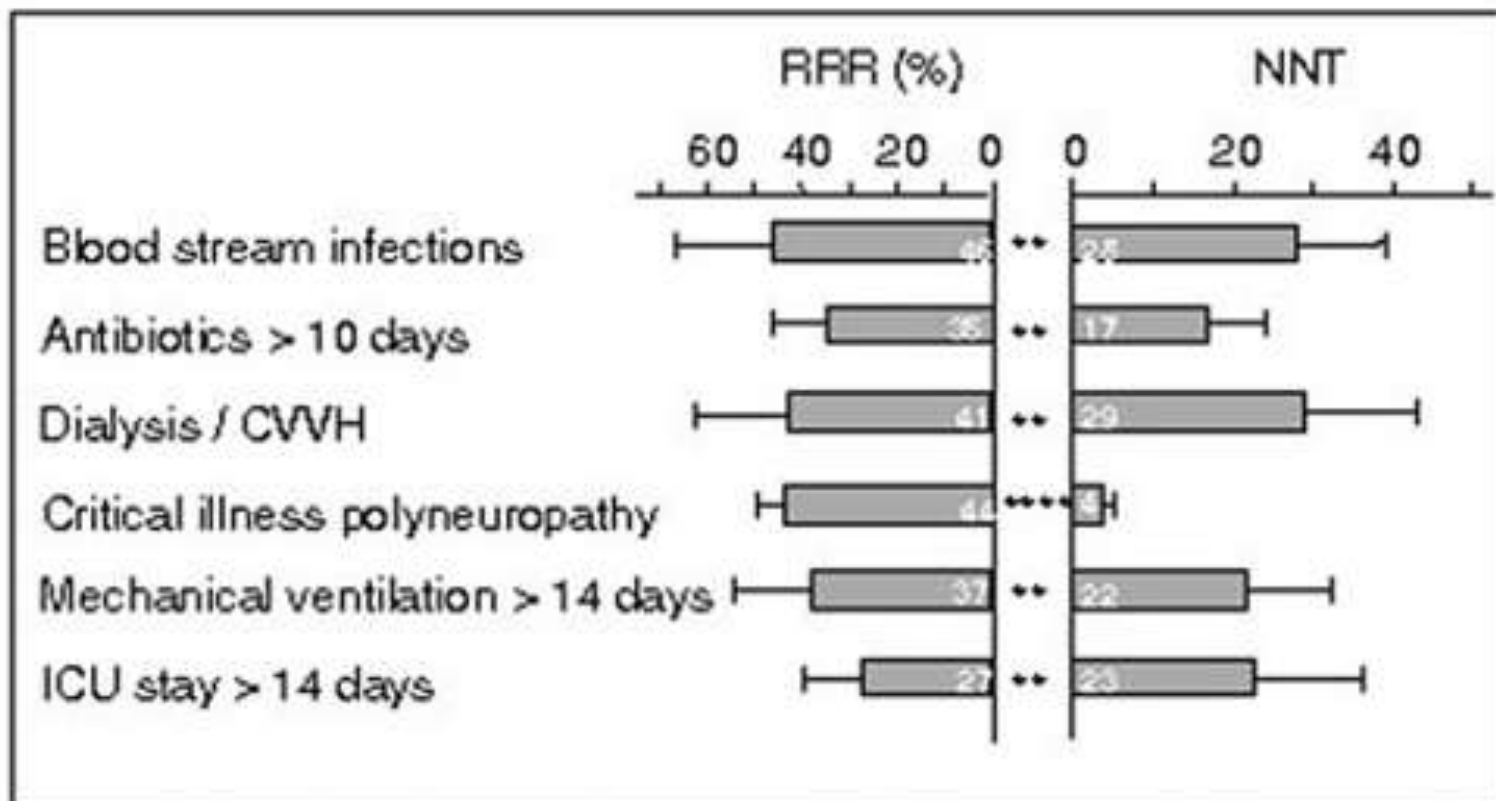 RRR (%) NNT
60 40 20 0 0 20 40
Blood stream infections 46 28
Antibiotics > 10 days 35 17
Dialysis / CVVH 41 29
Critical illness polyneuropathy 44 4
Mechanical ventilation > 14 days 37 22
ICU stay > 14 days 27 23